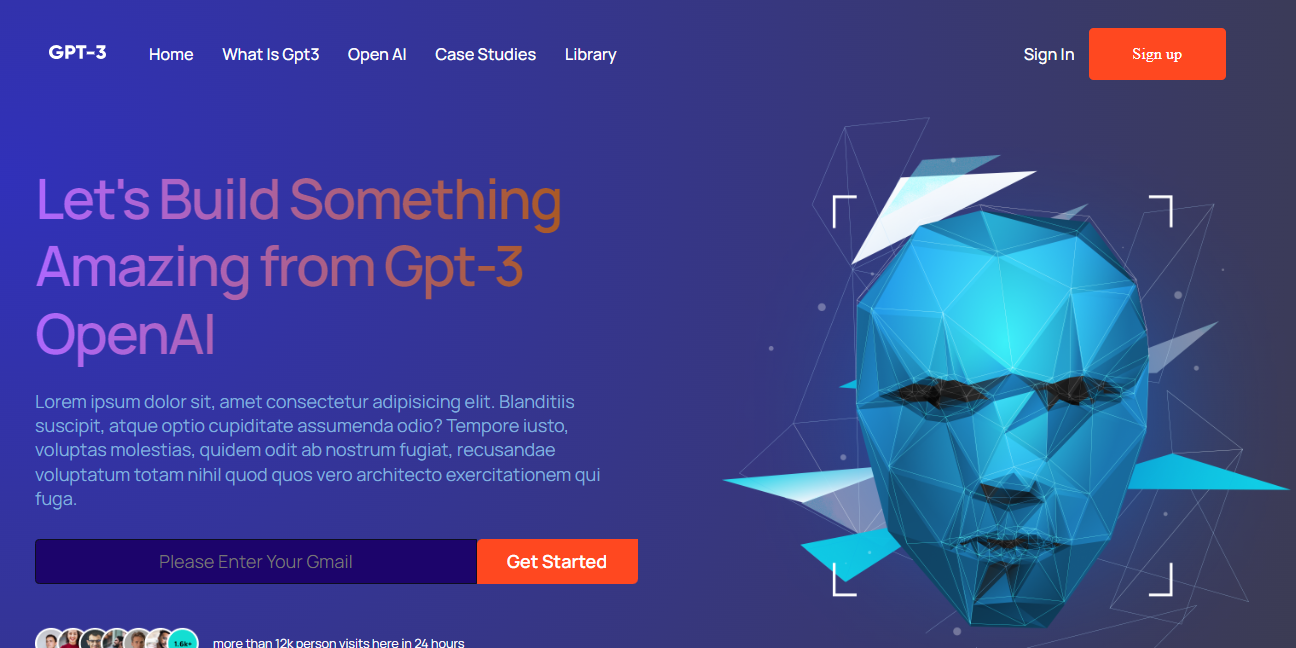 GPT-3 Home What Is Gpt3 Open AI Case Studies Library Sign In Sign up
Let's Build Something
Amazing from Gpt-3
OpenAI
Lorem ipsum dolor sit, amet consectetur adipisicing elit. Blanditiis
suscipit, atque optio cupiditate assumenda odio? Tempore iusto,
voluptas molestias, quidem odit ab nostrum fugiat, recusandae
voluptatum totam nihil quod quos vero architecto exercitationem qui
fuga.
Please Enter Your Gmail Get Started
1.6k+ more than 12k person visits here in 24 hours